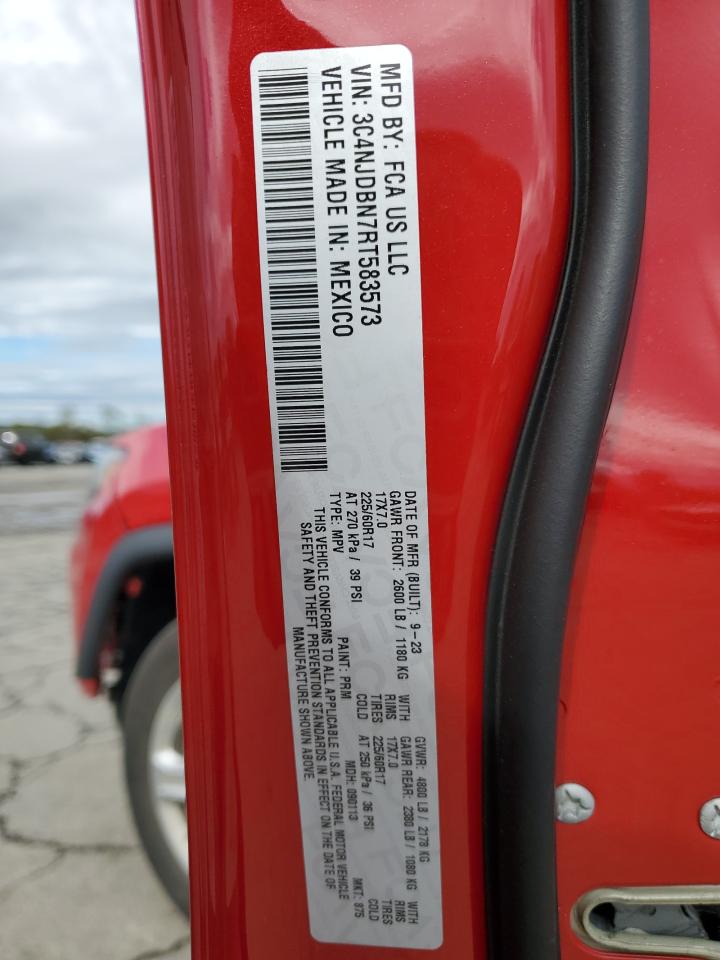 MFD BY: FCA US LLC
VIN: 3C4NJDBN7RT583573
VEHICLE MADE IN: MEXICO
DATE OF MFR (BUILT): 9-23 GVWR: 4800 LB / 2178 KG
GAWR FRONT: 2600 LB / 1180 KG WITH GAWR REAR: 2380 LB / 1080 KG WITH
17X7.0 RIMS 17X7.0 RIMS
225/60R17 TIRES 225/60R17 TIRES
AT 270 kPa / 39 PSI COLD AT 250 kPa / 36 PSI COLD
TYPE: MPV PAINT: PRM MDH: 090113 MKT: 875
THIS VEHICLE CONFORMS TO ALL APPLICABLE U.S.A. FEDERAL MOTOR VEHICLE
SAFETY AND THEFT PREVENTION STANDARDS IN EFFECT ON THE DATE OF
MANUFACTURE SHOWN ABOVE.